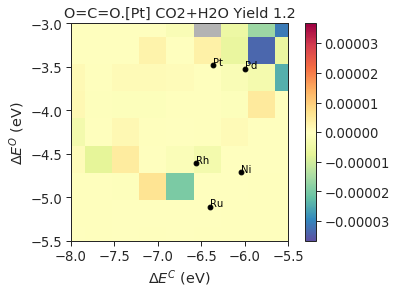 O=C=O.[Pt] CO2+H2O Yield 1.2
−3.0
−3.5
−4.0
−4.5
−5.0
−5.5
ΔE^O (eV)
Pt
Pd
Rh
Ni
Ru
−8.0 −7.5 −7.0 −6.5 −6.0 −5.5
ΔE^C (eV)
0.00003
0.00002
0.00001
0.00000
−0.00001
−0.00002
−0.00003